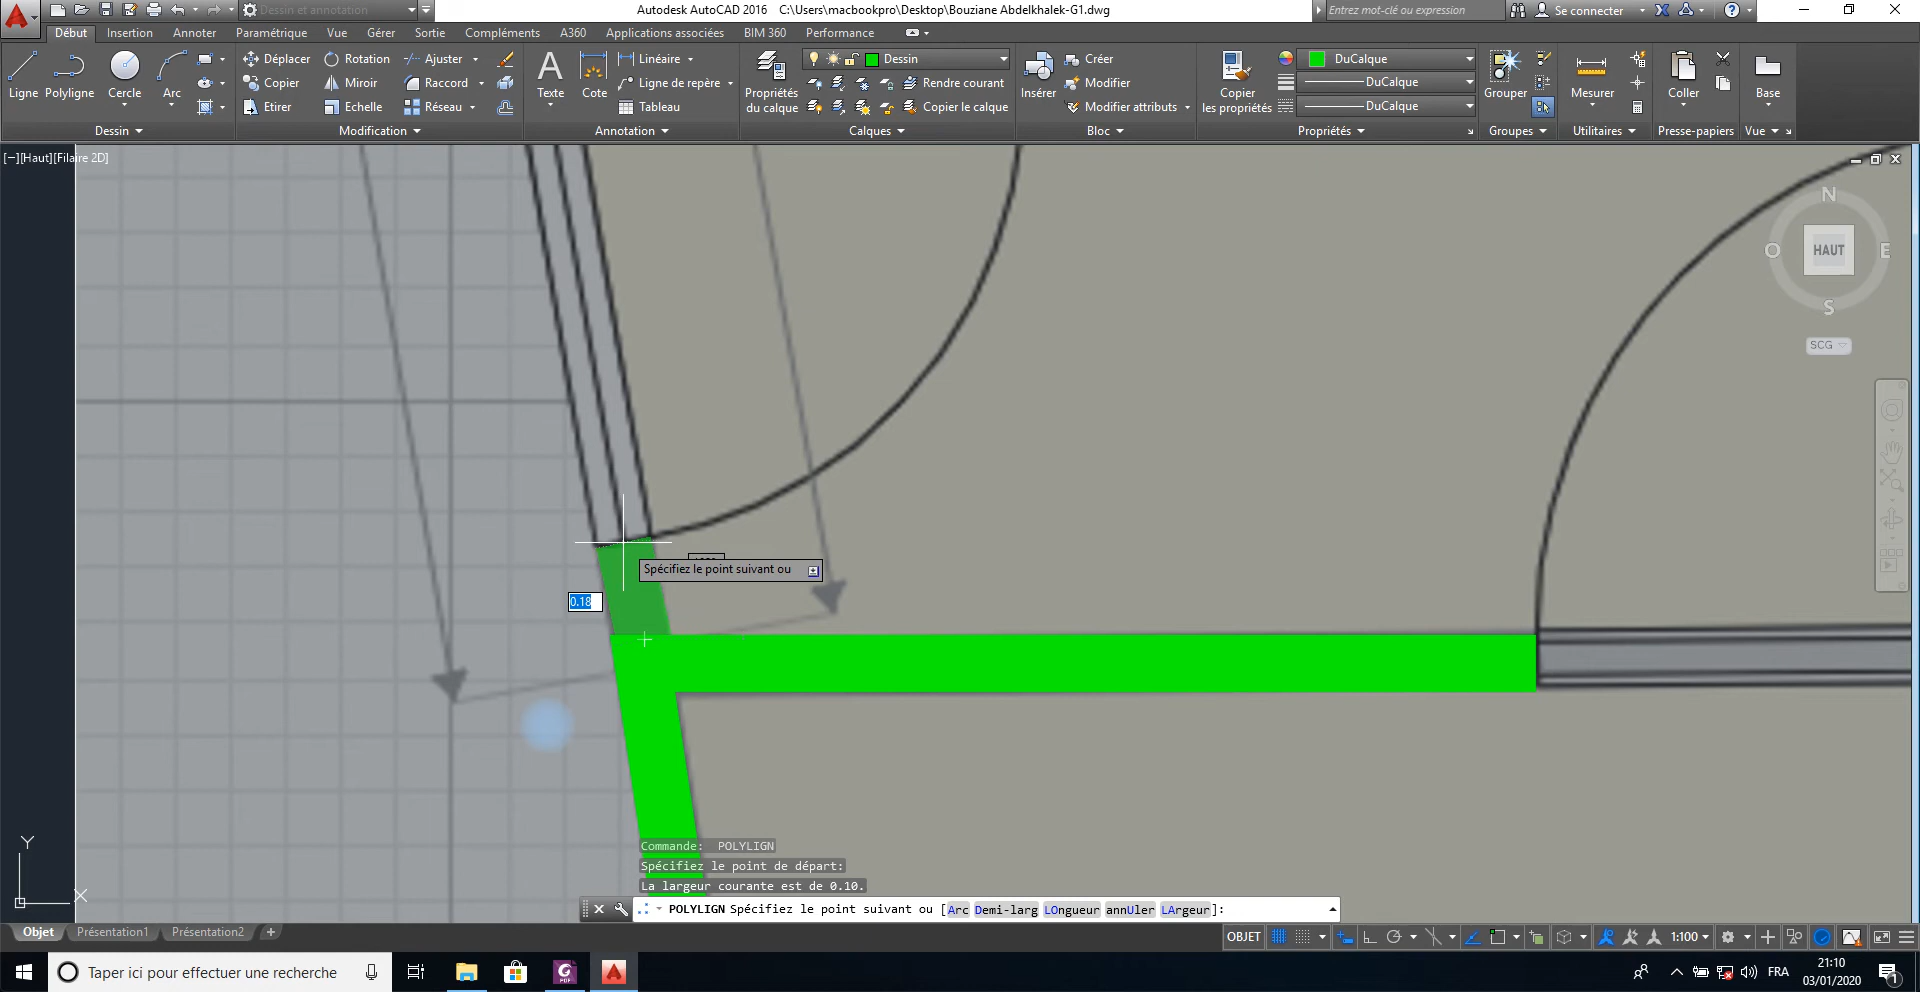 Dessin et annotation
Autodesk AutoCAD 2016 C:\Users\macbookpro\Desktop\Bouziane Abdelkhalek-G1.dwg
Entrez mot-clé ou expression
Se connecter
Début Insertion Annoter Paramétrique Vue Gérer Sortie Compléments A360 Applications associées BIM 360 Performance
Ligne Polyligne Cercle Arc
Dessin
Déplacer Rotation Ajuster
Copier Miroir Raccord
Etirer Echelle Réseau
Modification
Texte Cote
Linéaire
Ligne de repère
Tableau
Annotation
Propriétés du calque
Dessin
Rendre courant
Copier le calque
Calques
Insérer
Créer
Modifier
Modifier attributs
Bloc
Copier les propriétés
DuCalque
DuCalque
DuCalque
Propriétés
Grouper
Groupes
Mesurer
Utilitaires
Coller
Presse-papiers
Base
Vue
[−][Haut][Filaire 2D]
N
O HAUT E
S
SCG
Spécifiez le point suivant ou
0.18
Y
X
Commande: POLYLIGN
Spécifiez le point de départ:
La largeur courante est de 0.10.
POLYLIGN Spécifiez le point suivant ou [Arc Demi-larg LOngueur annUler LArgeur]:
Objet Présentation1 Présentation2 +
OBJET 1:100
Taper ici pour effectuer une recherche
PDF
FRA
21:10
03/01/2020
1